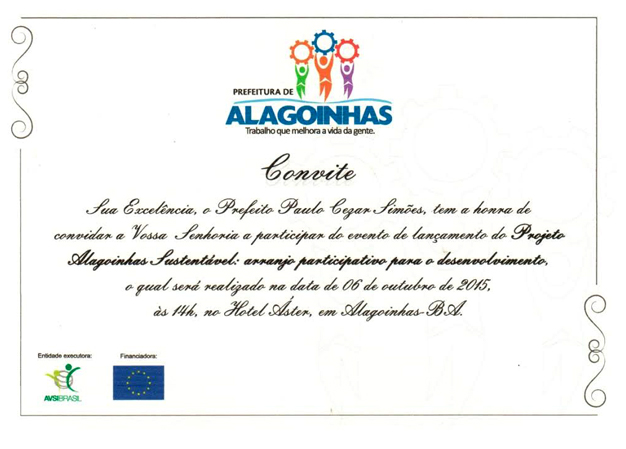 PREFEITURA DE
ALAGOINHAS
Trabalho que melhora a vida da gente.
Convite
Sua Excelência, o Prefeito Paulo Cezar Simões, tem a honra de
convidar a Vossa Senhoria a participar do evento de lançamento do Projeto
Alagoinhas Sustentável: arranjo participativo para o desenvolvimento,
o qual será realizado na data de 06 de outubro de 2015,
às 14h, no Hotel Áster, em Alagoinhas-BA.
Entidade executora:
Financiadora:
AVSIBRASIL